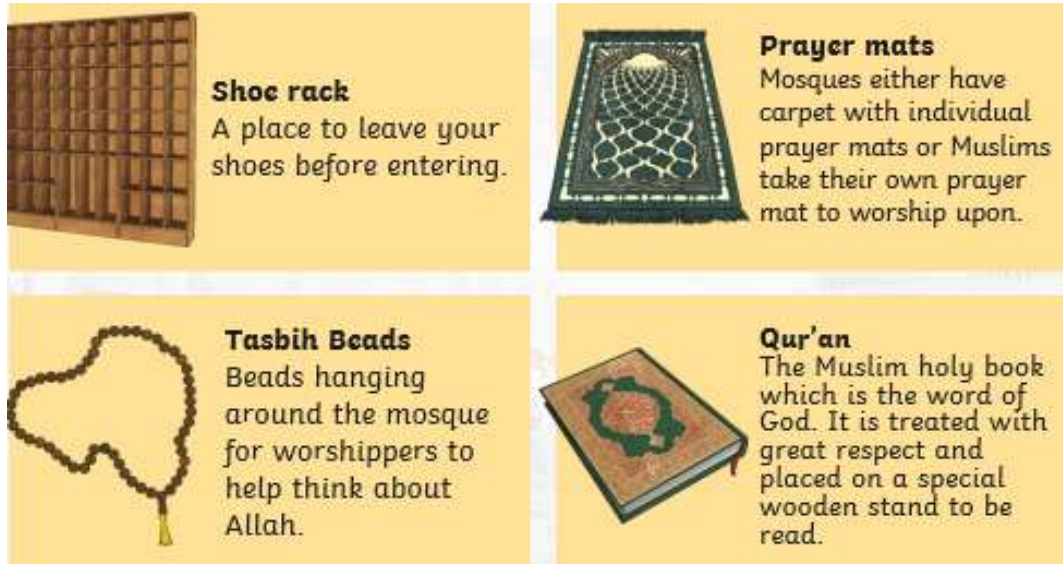 Shoe rack
A place to leave your
shoes before entering.
Prayer mats
Mosques either have
carpet with individual
prayer mats or Muslims
take their own prayer
mat to worship upon.
Tasbih Beads
Beads hanging
around the mosque
for worshippers to
help think about
Allah.
Qur'an
The Muslim holy book
which is the word of
God. It is treated with
great respect and
placed on a special
wooden stand to be
read.